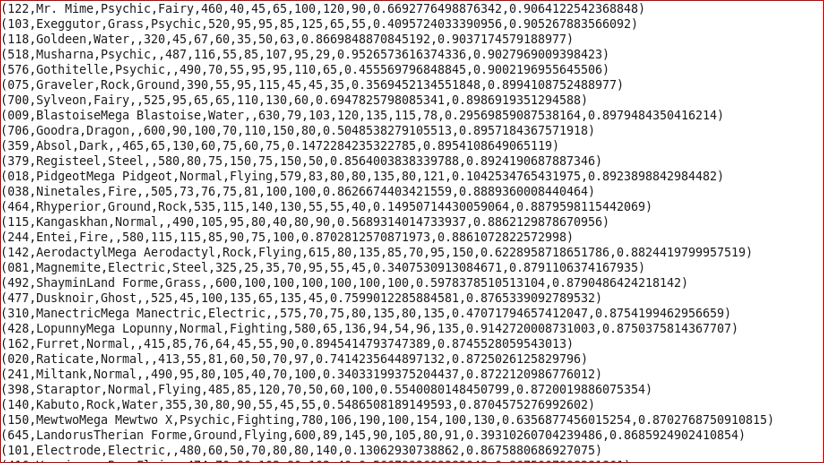 (122,Mr. Mime,Psychic,Fairy,460,40,45,65,100,120,90,0.6692776498876342,0.9064122542368848)
(103,Exeggutor,Grass,Psychic,520,95,95,85,125,65,55,0.4095724033390956,0.905267883566092)
(118,Goldeen,Water,,320,45,67,60,35,50,63,0.8669848870845192,0.9037174579188977)
(518,Musharna,Psychic,,487,116,55,85,107,95,29,0.9526573616374336,0.9027969009398423)
(576,Gothitelle,Psychic,,490,70,55,95,95,110,65,0.455569796848845,0.9002196955645506)
(075,Graveler,Rock,Ground,390,55,95,115,45,45,35,0.3569452134551848,0.8994108752488977)
(700,Sylveon,Fairy,,525,95,65,65,110,130,60,0.6947825798085341,0.8986919351294588)
(009,BlastoiseMega Blastoise,Water,,630,79,103,120,135,115,78,0.29569859087538164,0.8979484350416214)
(706,Goodra,Dragon,,600,90,100,70,110,150,80,0.5048538279105513,0.8957184367571918)
(359,Absol,Dark,,465,65,130,60,75,60,75,0.1472284235322785,0.8954108649065119)
(379,Registeel,Steel,,580,80,75,150,75,150,50,0.8564003838339788,0.8924190687887346)
(018,PidgeotMega Pidgeot,Normal,Flying,579,83,80,80,135,80,121,0.1042534765431975,0.8923898842984482)
(038,Ninetales,Fire,,505,73,76,75,81,100,100,0.8626674403421559,0.8889360008440464)
(464,Rhyperior,Ground,Rock,535,115,140,130,55,55,40,0.14950714430059064,0.8879598115442069)
(115,Kangaskhan,Normal,,490,105,95,80,40,80,90,0.5689314014733937,0.8862129878670956)
(244,Entei,Fire,,580,115,115,85,90,75,100,0.8702812570871973,0.8861072822572998)
(142,AerodactylMega Aerodactyl,Rock,Flying,615,80,135,85,70,95,150,0.6228958718651786,0.8824419799957519)
(081,Magnemite,Electric,Steel,325,25,35,70,95,55,45,0.3407530913084671,0.8791106374167935)
(492,ShayminLand Forme,Grass,,600,100,100,100,100,100,100,0.5978378510513104,0.8790486424218142)
(477,Dusknoir,Ghost,,525,45,100,135,65,135,45,0.7599012285884581,0.8765339092789532)
(310,ManectricMega Manectric,Electric,,575,70,75,80,135,80,135,0.47071794657412047,0.8754199462956659)
(428,LopunnyMega Lopunny,Normal,Fighting,580,65,136,94,54,96,135,0.9142720008731003,0.8750375814367707)
(162,Furret,Normal,,415,85,76,64,45,55,90,0.8945414793747389,0.8745528059543013)
(020,Raticate,Normal,,413,55,81,60,50,70,97,0.7414235644897132,0.8725026125829796)
(241,Miltank,Normal,,490,95,80,105,40,70,100,0.34033199375204437,0.8722120986776012)
(398,Staraptor,Normal,Flying,485,85,120,70,50,60,100,0.5540080148450799,0.8720019886075354)
(140,Kabuto,Rock,Water,355,30,80,90,55,45,55,0.5486508189149593,0.8704575276992602)
(150,MewtwoMega Mewtwo X,Psychic,Fighting,780,106,190,100,154,100,130,0.6356877456015254,0.8702768750910815)
(645,LandorusTherian Forme,Ground,Flying,600,89,145,90,105,80,91,0.39310260704239486,0.8685924902410854)
(101,Electrode,Electric,,480,60,50,70,80,80,140,0.13062930738862,0.8675880686927075)